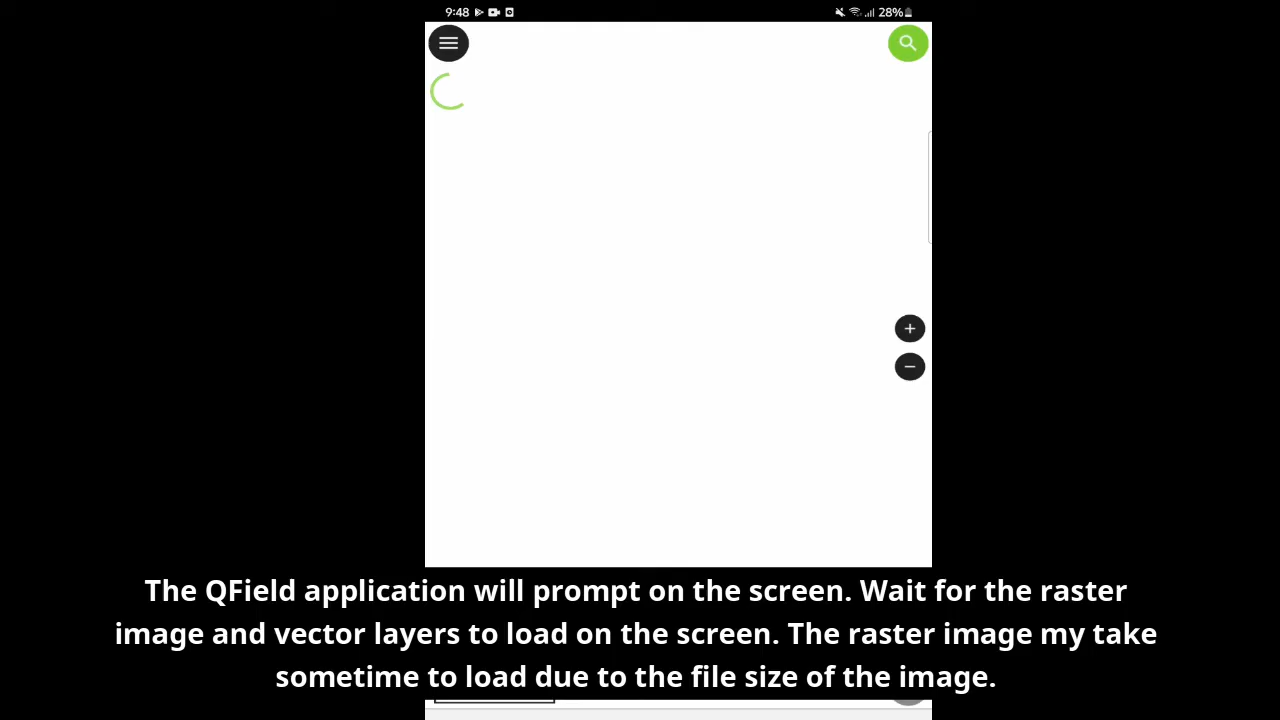 9:48
28%
The QField application will prompt on the screen. Wait for the raster
image and vector layers to load on the screen. The raster image my take
sometime to load due to the file size of the image.